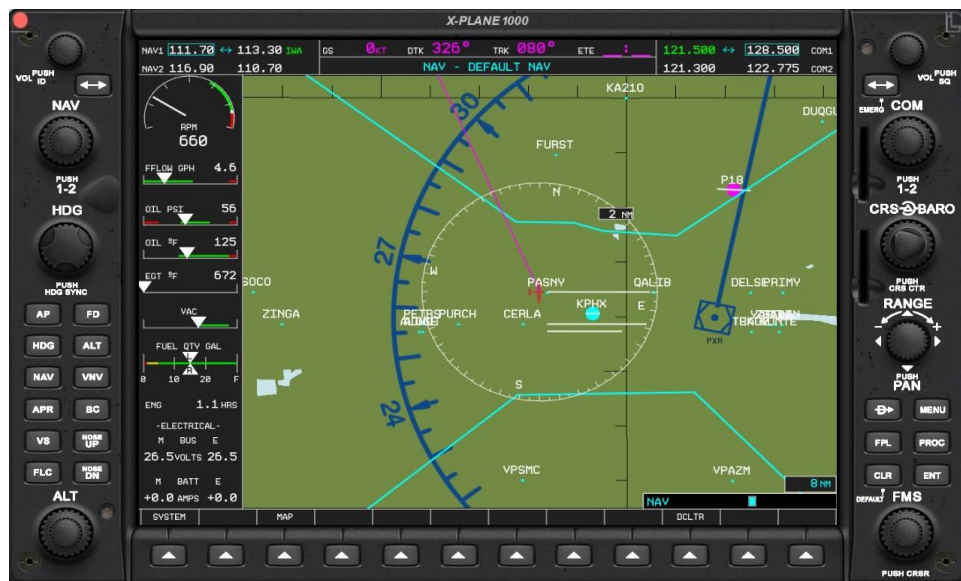 X-PLANE 1000
NAV1 111.70 ↔ 113.30 IWA
NAV2 116.90 110.70
GS 0KT DTK 326° TRK 080° ETE __:__
NAV - DEFAULT NAV
121.500 ↔ 128.500 COM1
121.300 122.775 COM2
VOL PUSH ID
NAV
PUSH 1-2
HDG
PUSH HDG SYNC
AP FD
HDG ALT
NAV VNV
APR BC
VS NOSE UP
FLC NOSE DN
ALT
RPM
660
FFLOW GPH 4.6
OIL PSI 56
OIL °F 125
EGT °F 672
VAC
FUEL QTY GAL
L
R
0 10 20 F
ENG 1.1 HRS
-ELECTRICAL-
M BUS E
26.5 VOLTS 26.5
M BATT E
+0.0 AMPS +0.0
30
27
24
KA210
FURST
P18
N
2 NM
W
PASNY
QALIB
SOCO
ZINGA
PURCH
CERLA
KPHX
E
PXR
S
VPSMC
VPAZM
8 NM
NAV
SYSTEM MAP DCLTR
VOL PUSH SQ
EMERG COM
PUSH 1-2
CRS BARO
PUSH CRS CTR
RANGE
- +
PUSH PAN
D MENU
FPL PROC
CLR ENT
DEFAULT FMS
PUSH CRSR